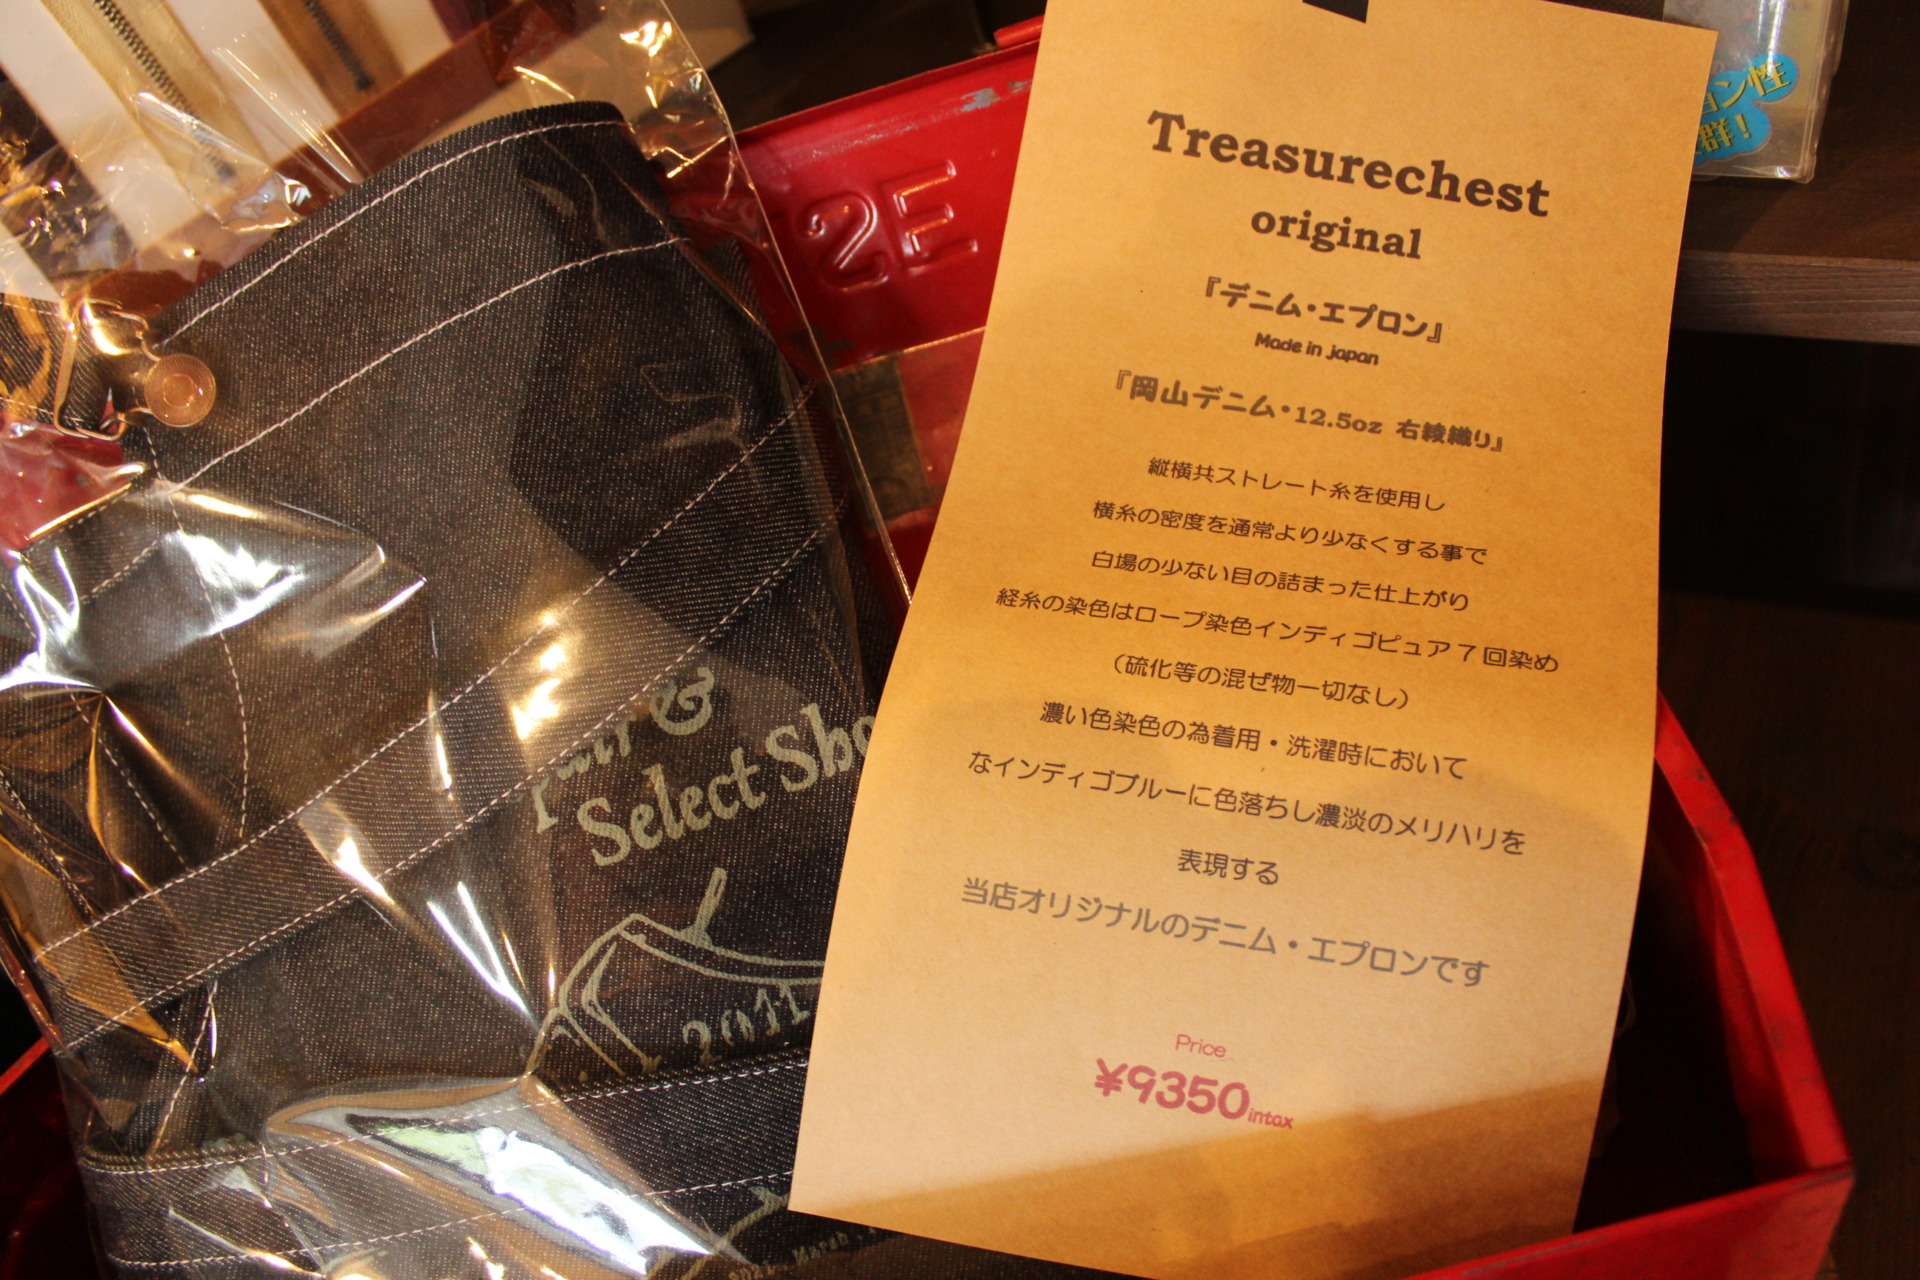 Treasurechest
original
『デニム・エプロン』
Made in japan
『岡山デニム・12.5oz 右綾織り』
縦横共ストレート糸を使用し
横糸の密度を通常より少なくする事で
白場の少ない目の詰まった仕上がり
経糸の染色はロープ染色インディゴピュア7回染め
（硫化等の混ぜ物一切なし）
濃い色染色の為着用・洗濯時において
なインディゴブルーに色落ちし濃淡のメリハリを
表現する
当店オリジナルのデニム・エプロンです
Price
¥9350intax
2E
ョン性
群！
&
Select Sho
2011
March